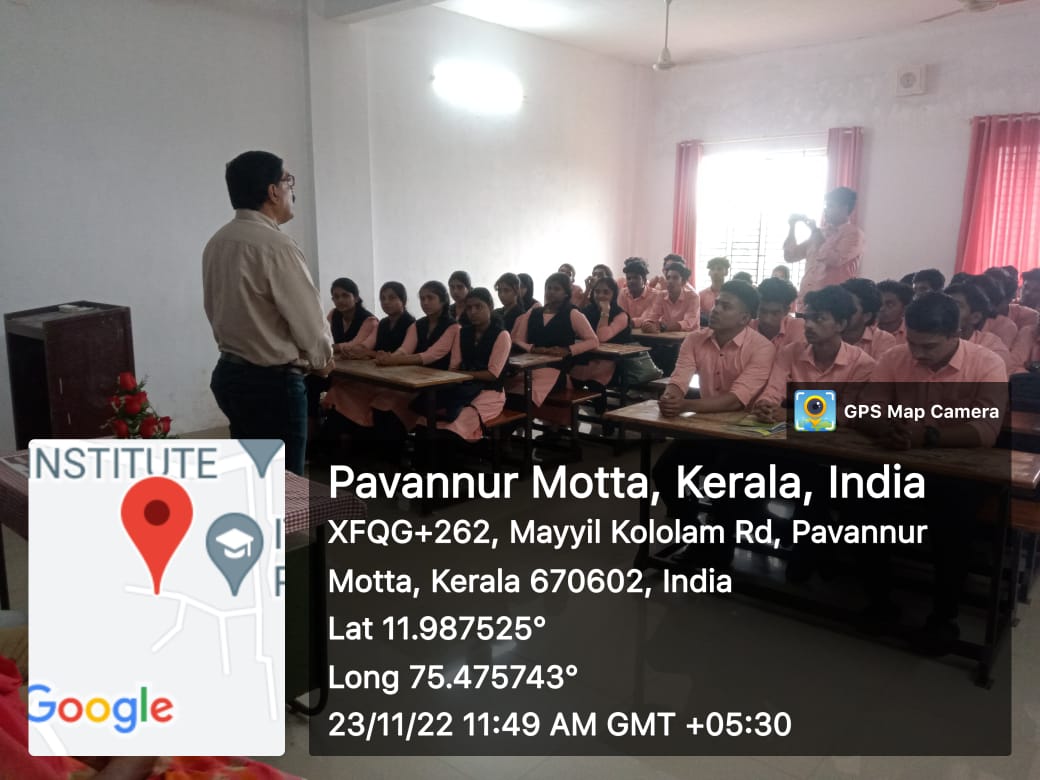 GPS Map Camera
NSTITUTE
Google
Pavannur Motta, Kerala, India
XFQG+262, Mayyil Kololam Rd, Pavannur
Motta, Kerala 670602, India
Lat 11.987525°
Long 75.475743°
23/11/22 11:49 AM GMT +05:30